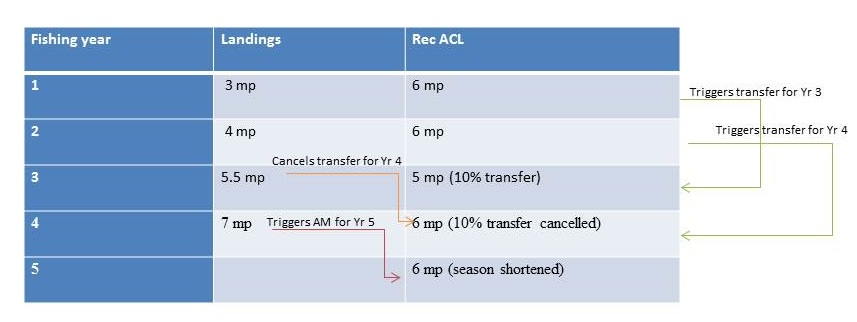 Fishing year Landings Rec ACL
1 3 mp 6 mp
Triggers transfer for Yr 3
2 4 mp 6 mp
Triggers transfer for Yr 4
Cancels transfer for Yr 4
3 5.5 mp 5 mp (10% transfer)
4 7 mp Triggers AM for Yr 5 6 mp (10% transfer cancelled)
5 6 mp (season shortened)